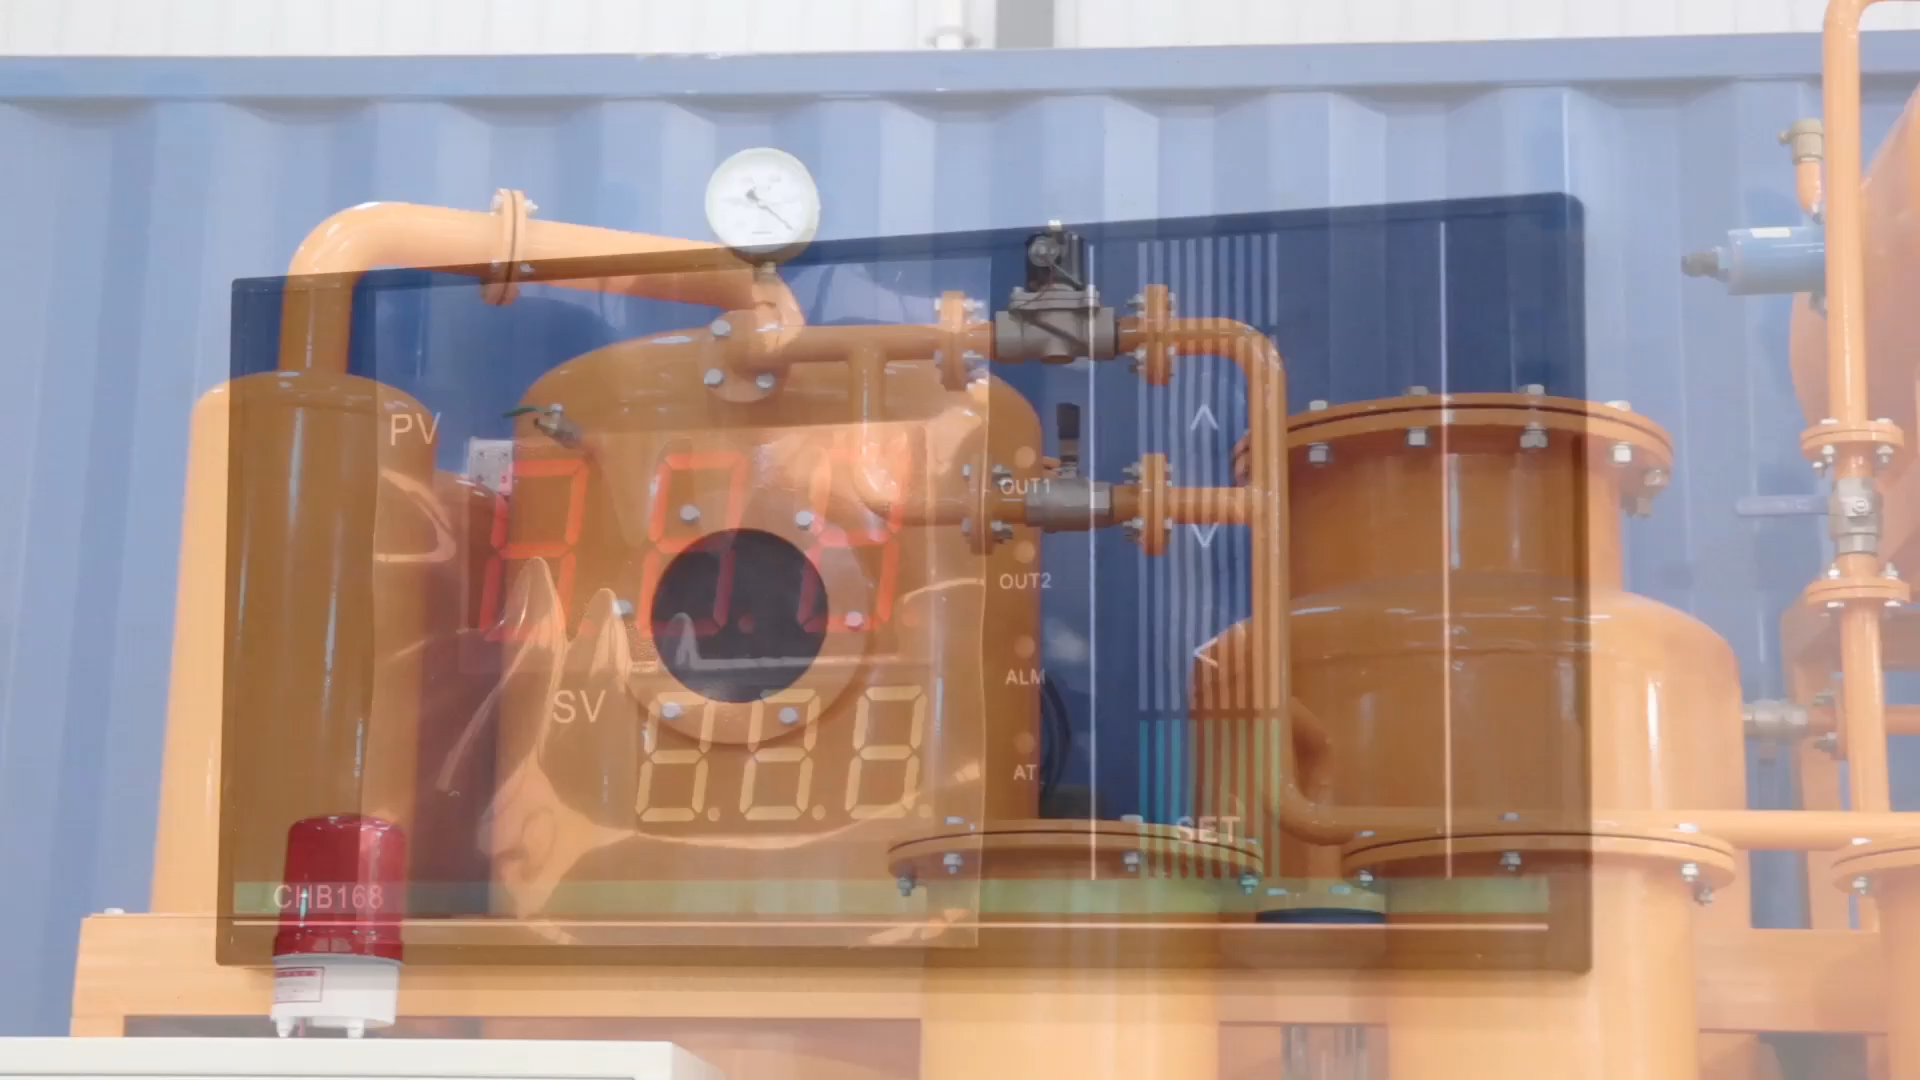 PV
OUT1
OUT2
SV
ALM
AT
SET
CHB168